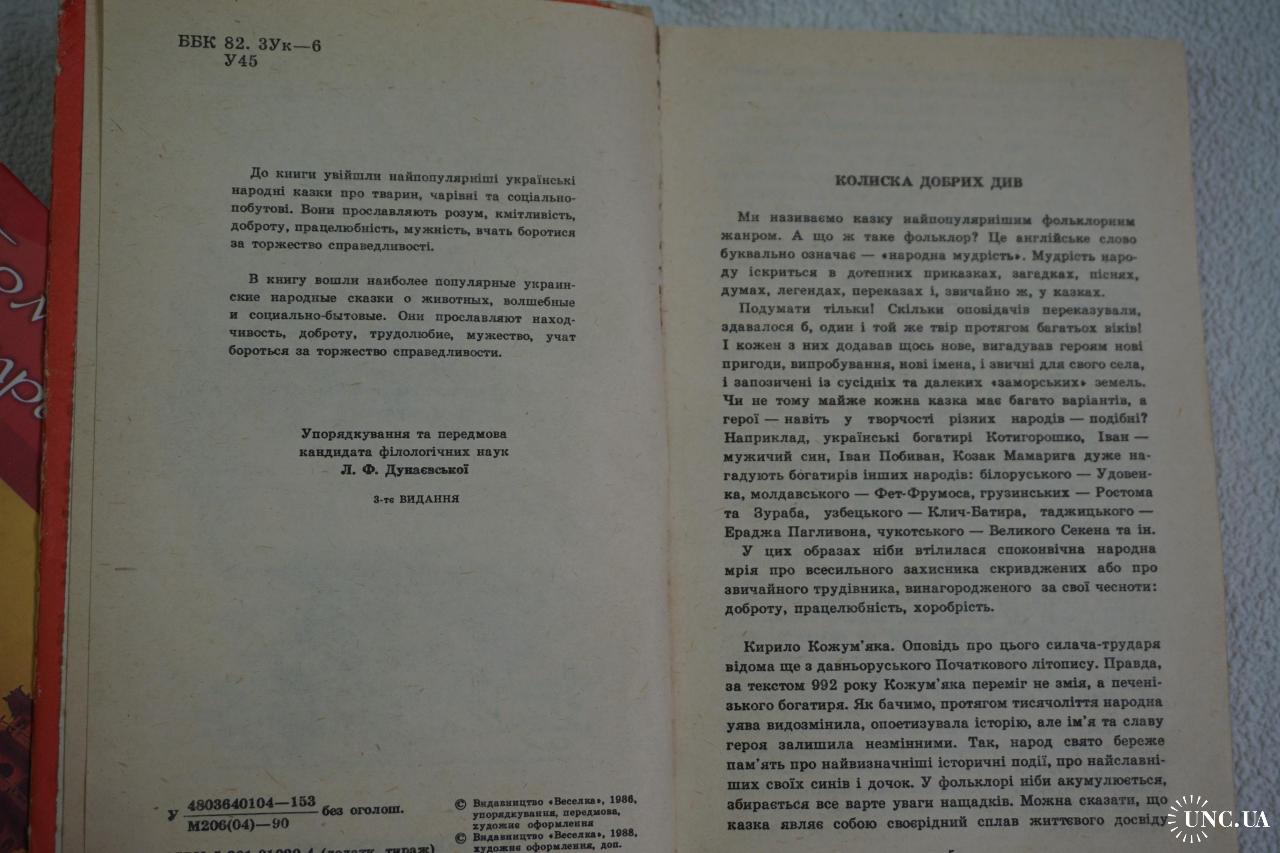 ББК 82. 3Ук—6
У45
До книги увійшли найпопулярніші українські
народні казки про тварин, чарівні та соціально-
побутові. Вони прославляють розум, кмітливість,
доброту, працелюбність, мужність, вчать боротися
за торжество справедливості.
В книгу вошли наиболее популярные украин-
ские народные сказки о животных, волшебные
и социально-бытовые. Они прославляют наход-
чивость, доброту, трудолюбие, мужество, учат
бороться за торжество справедливости.
Упорядкування та передмова
кандидата філологічних наук
Л. Ф. Дунаєвської
3-тє ВИДАННЯ
У 4803640104—153 без оголош.
М206(04)—90
© Видавництво «Веселка», 1986,
упорядкування, передмова,
художнє оформлення
© Видавництво «Веселка», 1988,
художнє оформлення, доп.
КОЛИСКА ДОБРИХ ДИВ
Ми називаємо казку найпопулярнішим фольклорним
жанром. А що ж таке фольклор? Це англійське слово
буквально означає — «народна мудрість». Мудрість наро-
ду іскриться в дотепних приказках, загадках, піснях,
думах, легендах, переказах і, звичайно ж, у казках.
Подумати тільки! Скільки оповідачів переказували,
здавалося б, один і той же твір протягом багатьох віків!
І кожен з них додавав щось нове, вигадував героям нові
пригоди, випробування, нові імена, і звичні для свого села,
і запозичені із сусідніх та далеких «заморських» земель.
Чи не тому майже кожна казка має багато варіантів, а
герої — навіть у творчості різних народів — подібні?
Наприклад, українські богатирі Котигорошко, Іван —
мужичий син, Іван Побиван, Козак Мамарига дуже на-
гадують богатирів інших народів: білоруського — Удовен-
ка, молдавського — Фет-Фрумоса, грузинських — Ростома
та Зураба, узбецького — Клич-Батира, таджицького —
Ераджа Пагливона, чукотського — Великого Секена та ін.
У цих образах ніби втілилася споконвічна народна
мрія про всесильного захисника скривджених або про
звичайного трудівника, винагородженого за свої чесноти:
доброту, працелюбність, хоробрість.
Кирило Кожум'яка. Оповідь про цього силача-трударя
відома ще з давньоруського Початкового літопису. Правда,
за текстом 992 року Кожум'яка переміг не змія, а печені-
зького богатиря. Як бачимо, протягом тисячоліття народна
уява видозмінила, опоетизувала історію, але ім'я та славу
героя залишила незмінними. Так, народ свято береже
пам'ять про найвизначніші історичні події, про найславні-
ших своїх синів і дочок. У фольклорі ніби акумулюється,
збирається все варте уваги нащадків. Можна сказати, що
казка являє собою своєрідний сплав життєвого досвіду
UNC.UA